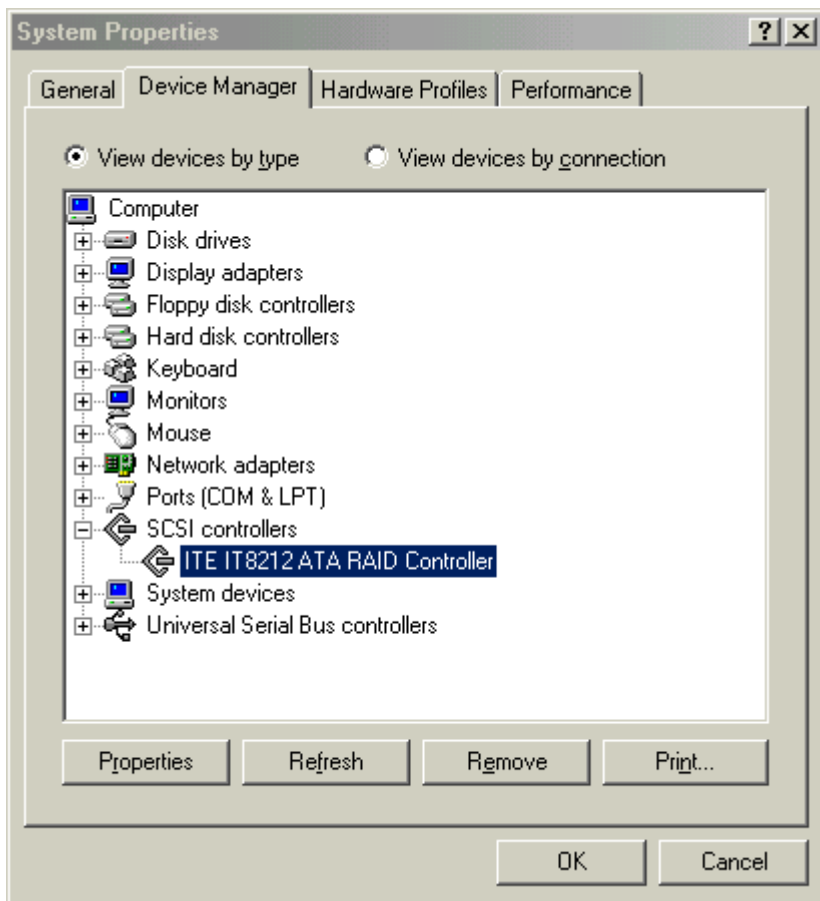 System Properties
General Device Manager Hardware Profiles Performance
View devices by type View devices by connection
Computer
Disk drives
Display adapters
Floppy disk controllers
Hard disk controllers
Keyboard
Monitors
Mouse
Network adapters
Ports (COM & LPT)
SCSI controllers
ITE IT8212 ATA RAID Controller
System devices
Universal Serial Bus controllers
Properties Refresh Remove Print...
OK Cancel